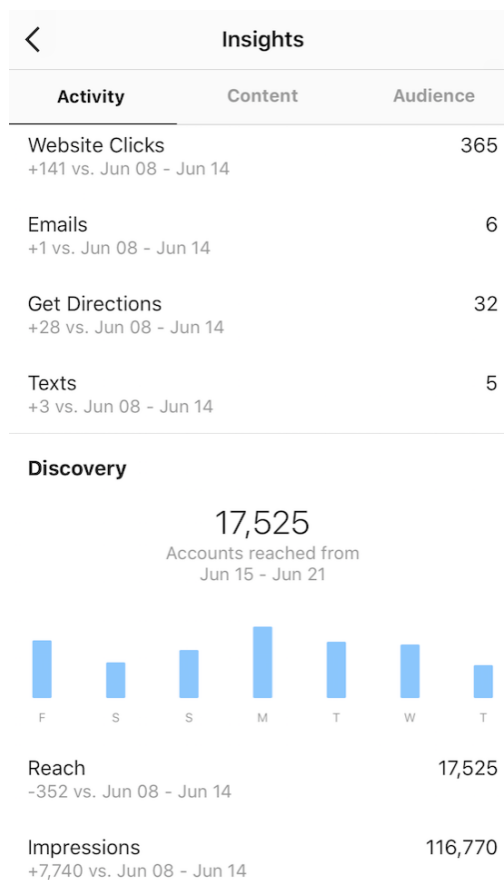 Insights
Activity Content Audience
Website Clicks 365
+141 vs. Jun 08 - Jun 14
Emails 6
+1 vs. Jun 08 - Jun 14
Get Directions 32
+28 vs. Jun 08 - Jun 14
Texts 5
+3 vs. Jun 08 - Jun 14
Discovery
17,525
Accounts reached from
Jun 15 - Jun 21
F S S M T W T
Reach 17,525
-352 vs. Jun 08 - Jun 14
Impressions 116,770
+7,740 vs. Jun 08 - Jun 14